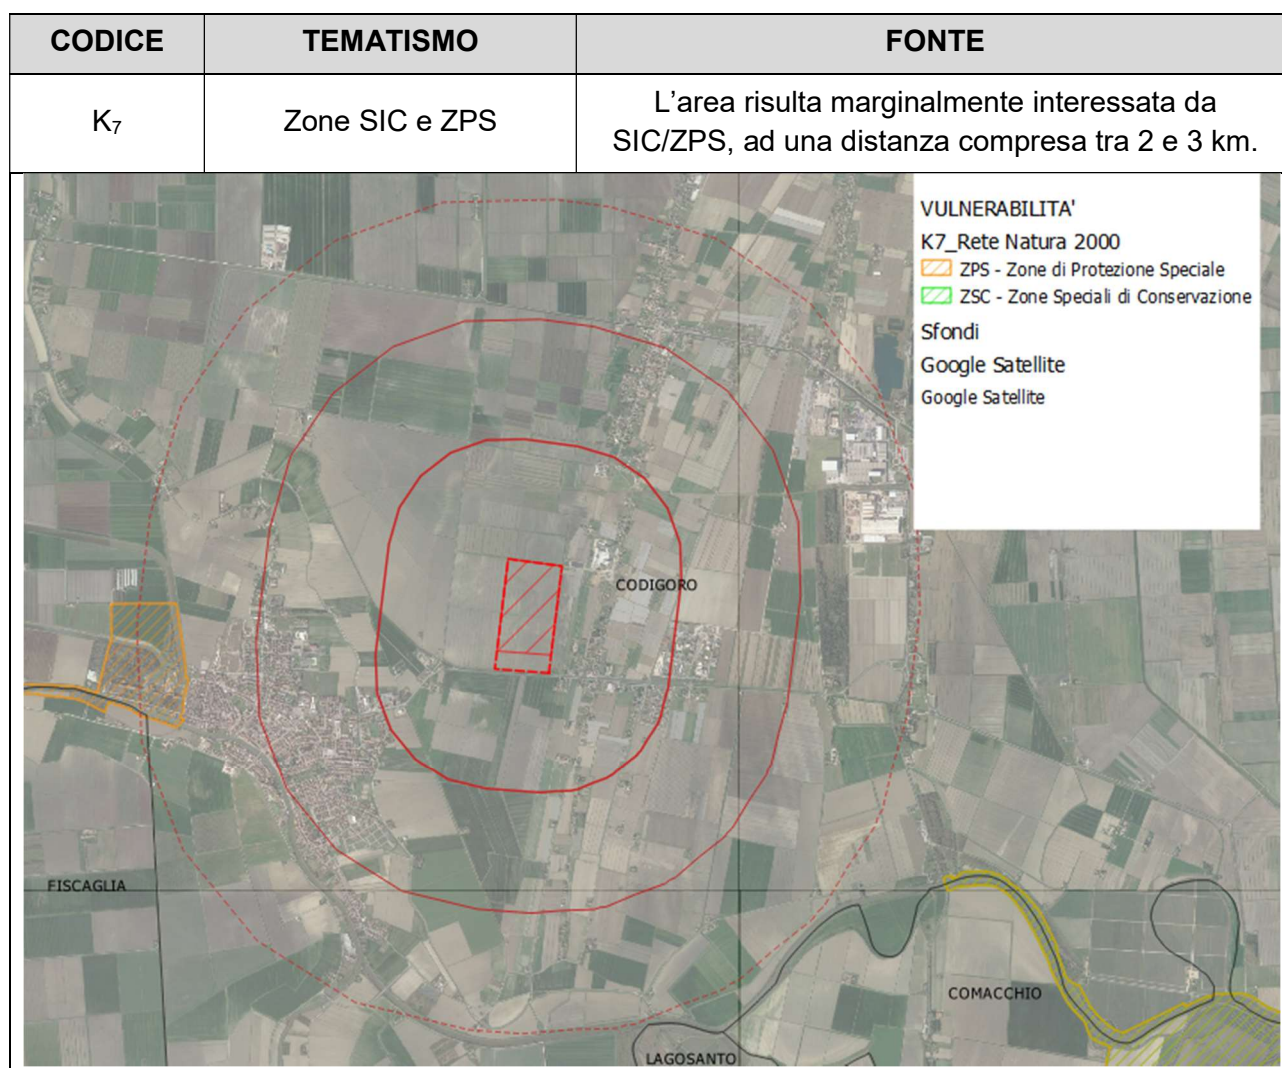 CODICE TEMATISMO FONTE
K₇ Zone SIC e ZPS L’area risulta marginalmente interessata da
SIC/ZPS, ad una distanza compresa tra 2 e 3 km.
VULNERABILITA'
K7_Rete Natura 2000
ZPS - Zone di Protezione Speciale
ZSC - Zone Speciali di Conservazione
Sfondi
Google Satellite
Google Satellite
CODIGORO
FISCAGLIA
COMACCHIO
LAGOSANTO